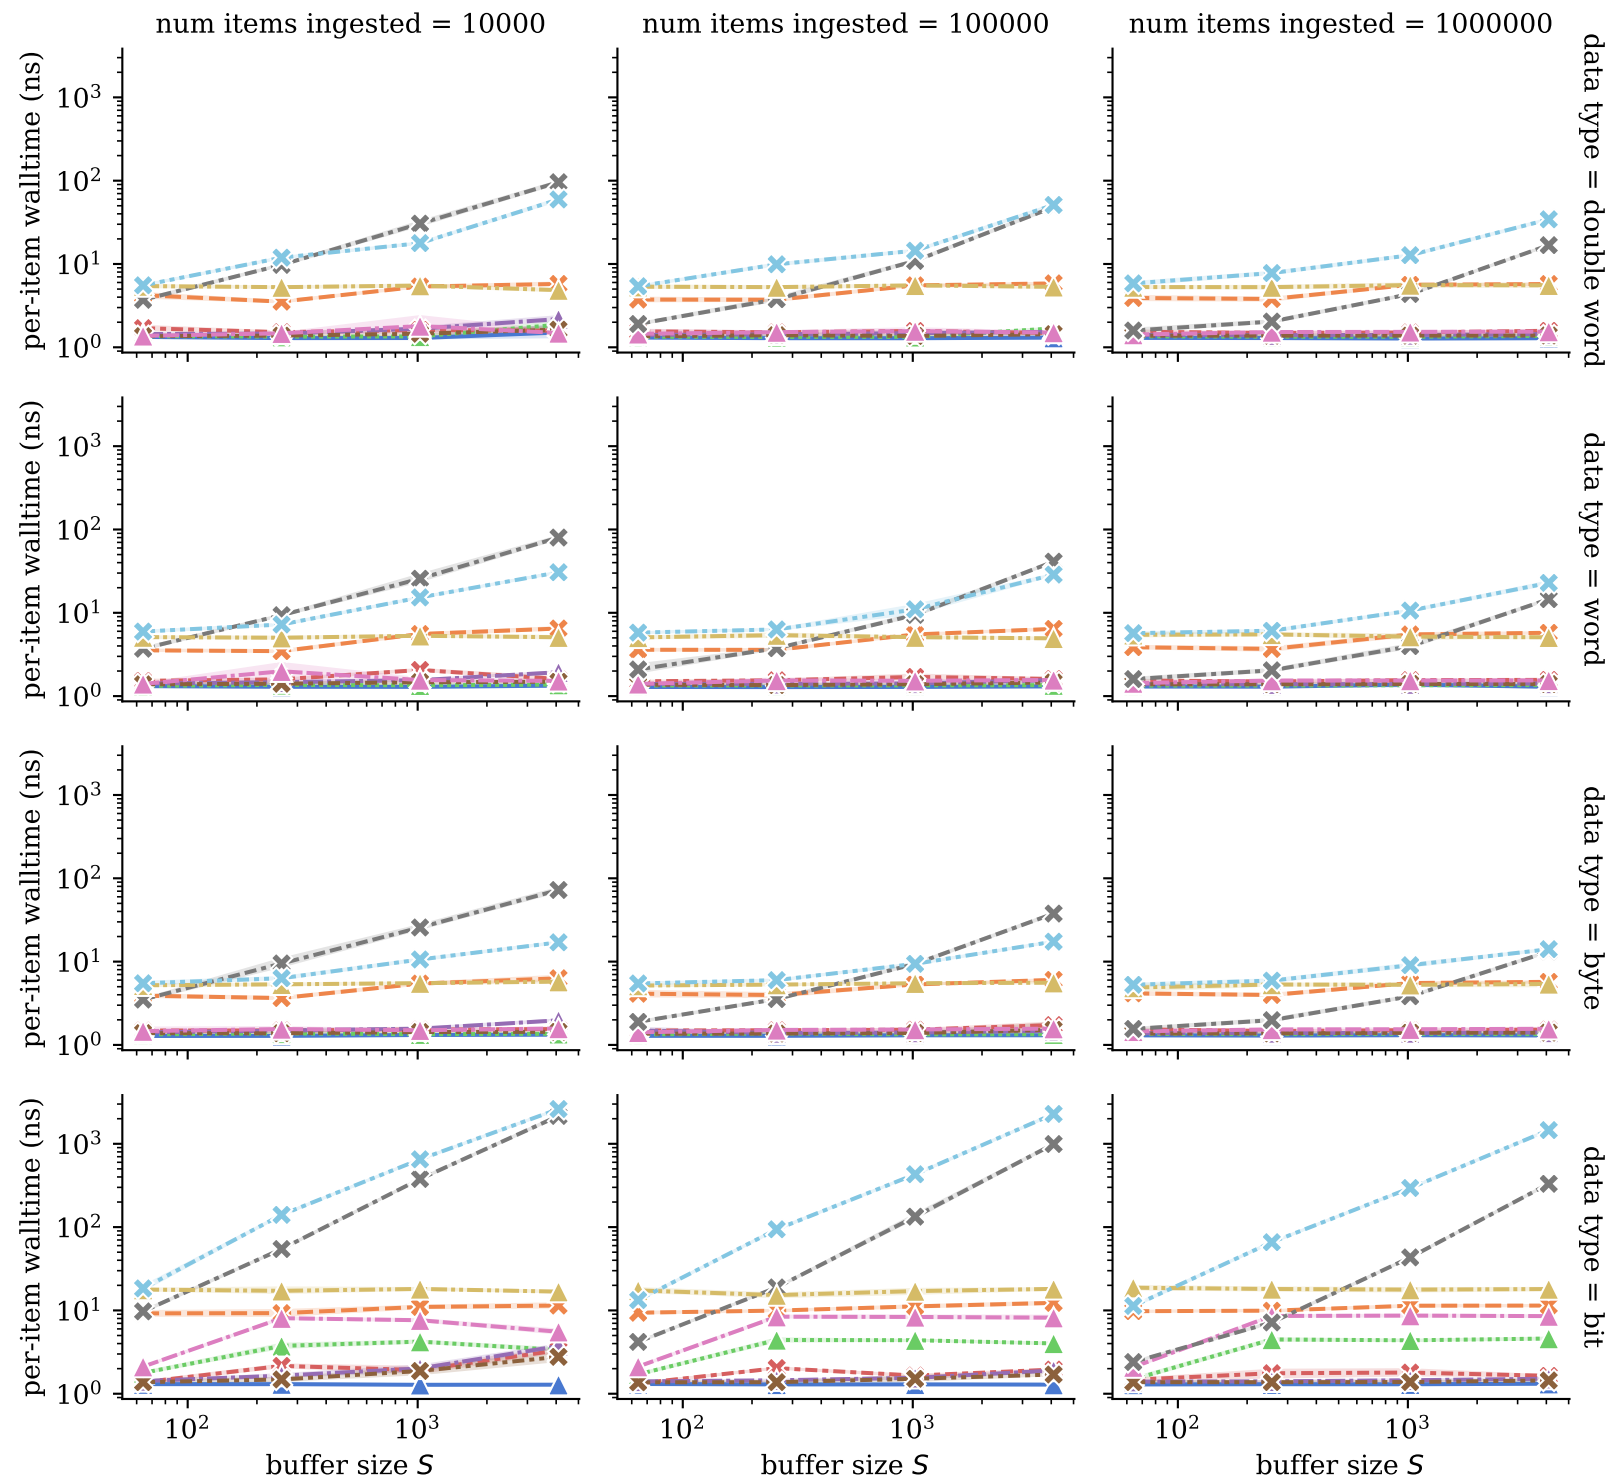 num items ingested = 10000
num items ingested = 100000
num items ingested = 1000000
per-item walltime (ns)
10³
10²
10¹
10⁰
data type = double word
per-item walltime (ns)
10³
10²
10¹
10⁰
data type = word
per-item walltime (ns)
10³
10²
10¹
10⁰
data type = byte
per-item walltime (ns)
10³
10²
10¹
10⁰
data type = bit
10² 10³
10² 10³
10² 10³
buffer size S
buffer size S
buffer size S